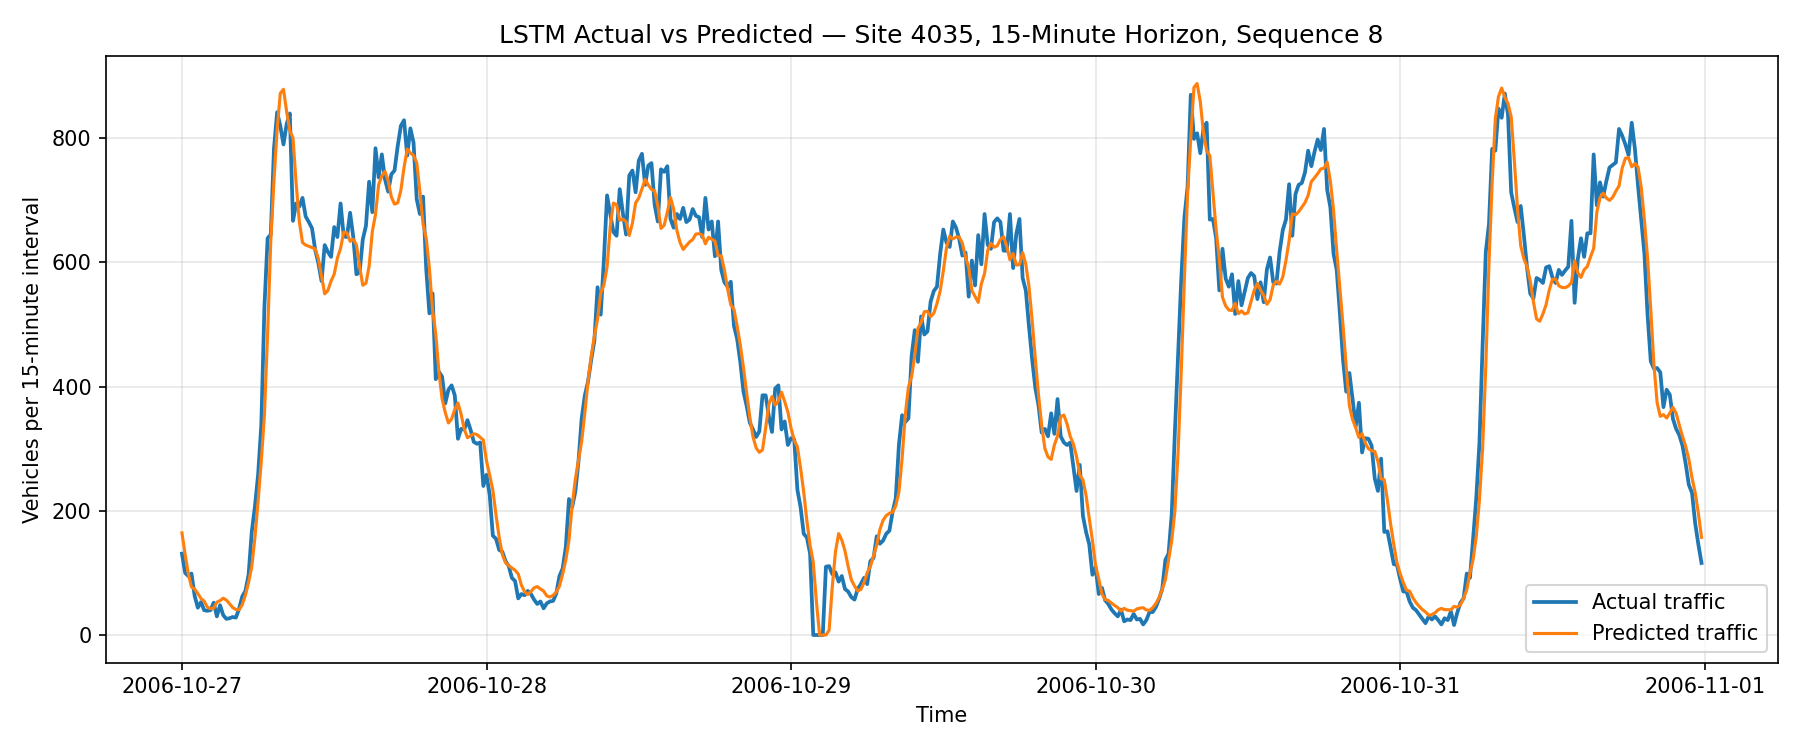 LSTM Actual vs Predicted — Site 4035, 15-Minute Horizon, Sequence 8
Vehicles per 15-minute interval
800
600
400
200
0
Actual traffic
Predicted traffic
2006-10-27 2006-10-28 2006-10-29 2006-10-30 2006-10-31 2006-11-01
Time